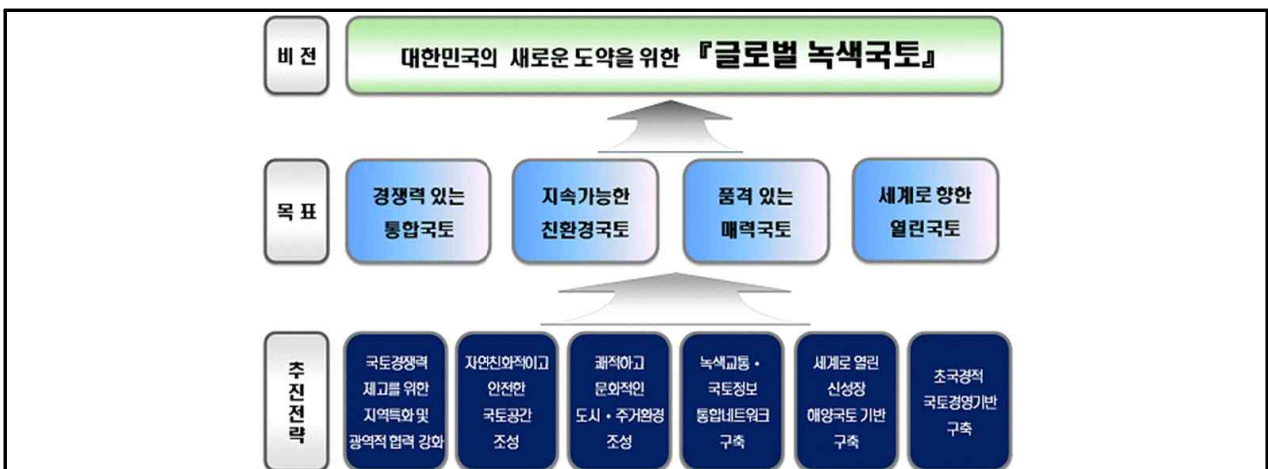 비 전
대한민국의 새로운 도약을 위한 『글로벌 녹색국토』
목 표
경쟁력 있는
통합국토
지속가능한
친환경국토
품격 있는
매력국토
세계로 향한
열린국토
추진전략
국토경쟁력
제고를 위한
지역특화 및
광역적 협력 강화
자연친화적이고
안전한
국토공간
조성
쾌적하고
문화적인
도시・주거환경
조성
녹색교통・
국토정보
통합네트워크
구축
세계로 열린
신성장
해양국토 기반
구축
초국경적
국토경영기반
구축